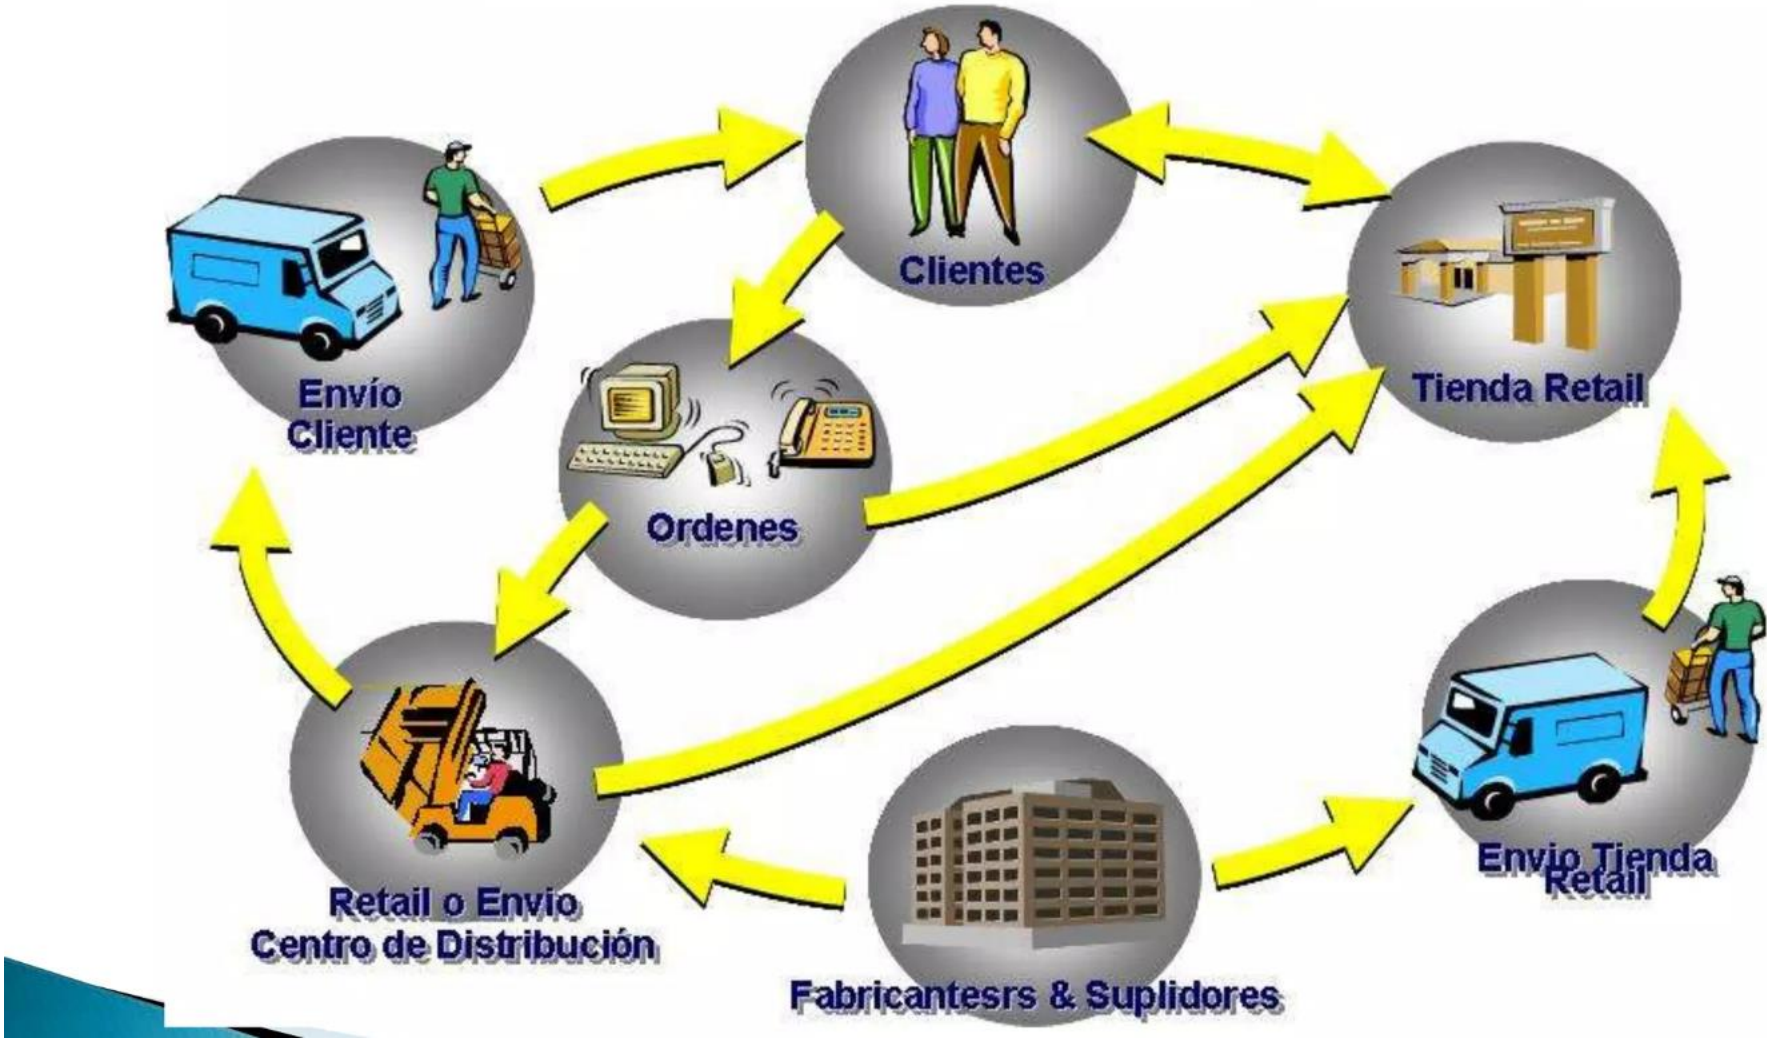 Clientes
Envío
Cliente
Tienda Retail
Ordenes
Envio Tienda
Retail
Retail o Envio
Centro de Distribución
Fabricantesrs & Suplidores